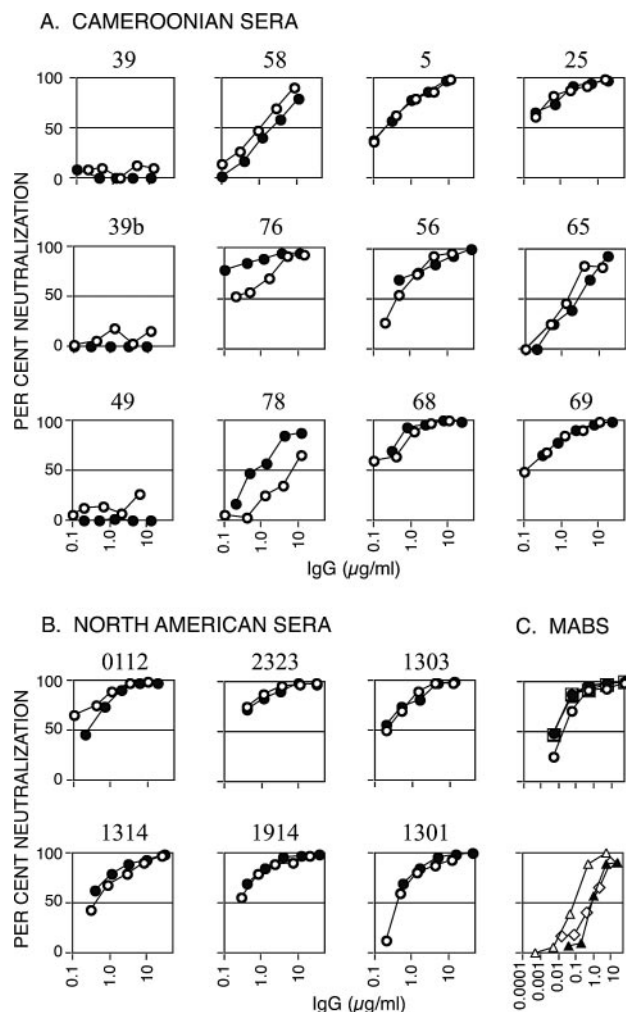 A. CAMEROONIAN SERA
39 58 5 25
100
50
0
39b 76 56 65
100
50
0
49 78 68 69
100
50
0
0.1 1.0 10 0.1 1.0 10 0.1 1.0 10 0.1 1.0 10
PER CENT NEUTRALIZATION
IgG (µg/ml)
B. NORTH AMERICAN SERA C. MABS
0112 2323 1303
100
50
0
1314 1914 1301
100
50
0
0.1 1.0 10 0.1 1.0 10 0.1 1.0 10 0.0001 0.001 0.01 0.1 1.0 10
PER CENT NEUTRALIZATION
IgG (µg/ml)